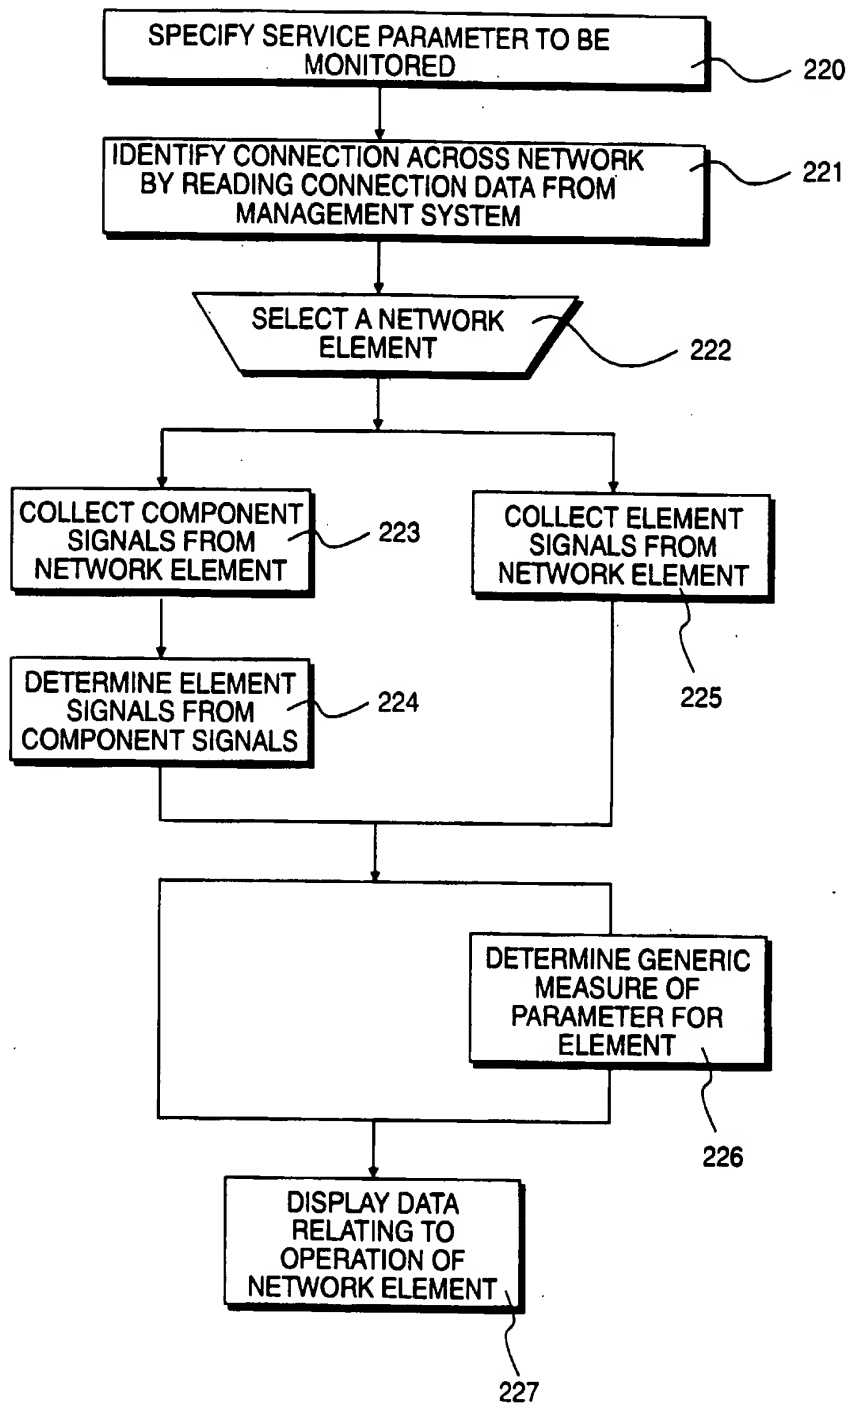 SPECIFY SERVICE PARAMETER TO BE
MONITORED
220
IDENTIFY CONNECTION ACROSS NETWORK
BY READING CONNECTION DATA FROM
MANAGEMENT SYSTEM
221
SELECT A NETWORK
ELEMENT
222
COLLECT COMPONENT
SIGNALS FROM
NETWORK ELEMENT
223
COLLECT ELEMENT
SIGNALS FROM
NETWORK ELEMENT
225
DETERMINE ELEMENT
SIGNALS FROM
COMPONENT SIGNALS
224
DETERMINE GENERIC
MEASURE OF
PARAMETER FOR
ELEMENT
226
DISPLAY DATA
RELATING TO
OPERATION OF
NETWORK ELEMENT
227